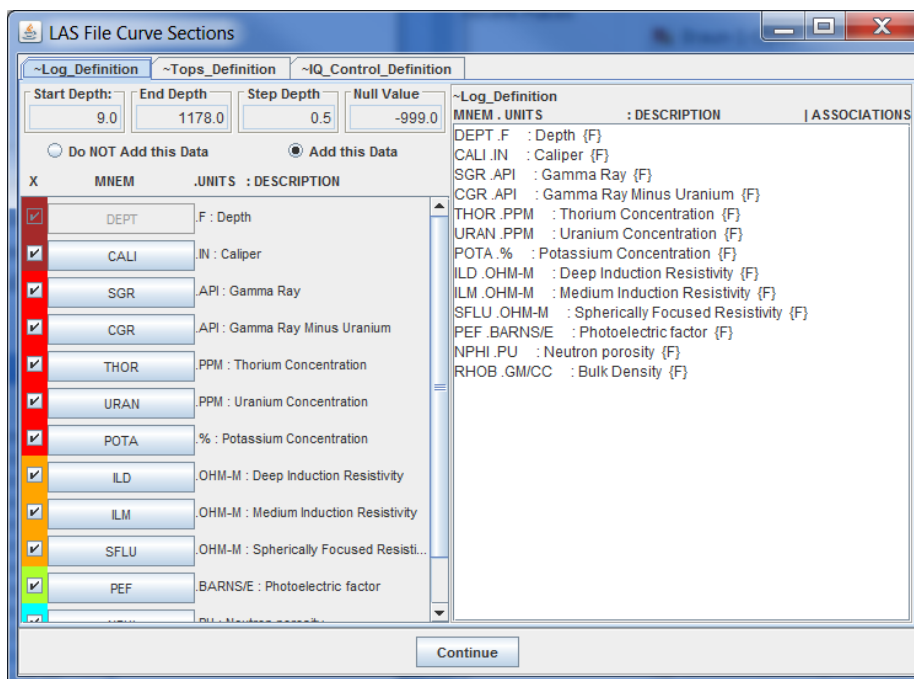 LAS File Curve Sections
~Log_Definition ~Tops_Definition ~IQ_Control_Definition
Start Depth: End Depth Step Depth Null Value
9.0 1178.0 0.5 -999.0
Do NOT Add this Data Add this Data
X MNEM .UNITS : DESCRIPTION
DEPT .F : Depth
CALI .IN : Caliper
SGR .API : Gamma Ray
CGR .API : Gamma Ray Minus Uranium
THOR .PPM : Thorium Concentration
URAN .PPM : Uranium Concentration
POTA .% : Potassium Concentration
ILD .OHM-M : Deep Induction Resistivity
ILM .OHM-M : Medium Induction Resistivity
SFLU .OHM-M : Spherically Focused Resisti...
PEF .BARNS/E : Photoelectric factor
~Log_Definition
MNEM . UNITS : DESCRIPTION | ASSOCIATIONS
DEPT .F : Depth {F}
CALI .IN : Caliper {F}
SGR .API : Gamma Ray {F}
CGR .API : Gamma Ray Minus Uranium {F}
THOR .PPM : Thorium Concentration {F}
URAN .PPM : Uranium Concentration {F}
POTA .% : Potassium Concentration {F}
ILD .OHM-M : Deep Induction Resistivity {F}
ILM .OHM-M : Medium Induction Resistivity {F}
SFLU .OHM-M : Spherically Focused Resistivity {F}
PEF .BARNS/E : Photoelectric factor {F}
NPHI .PU : Neutron porosity {F}
RHOB .GM/CC : Bulk Density {F}
Continue